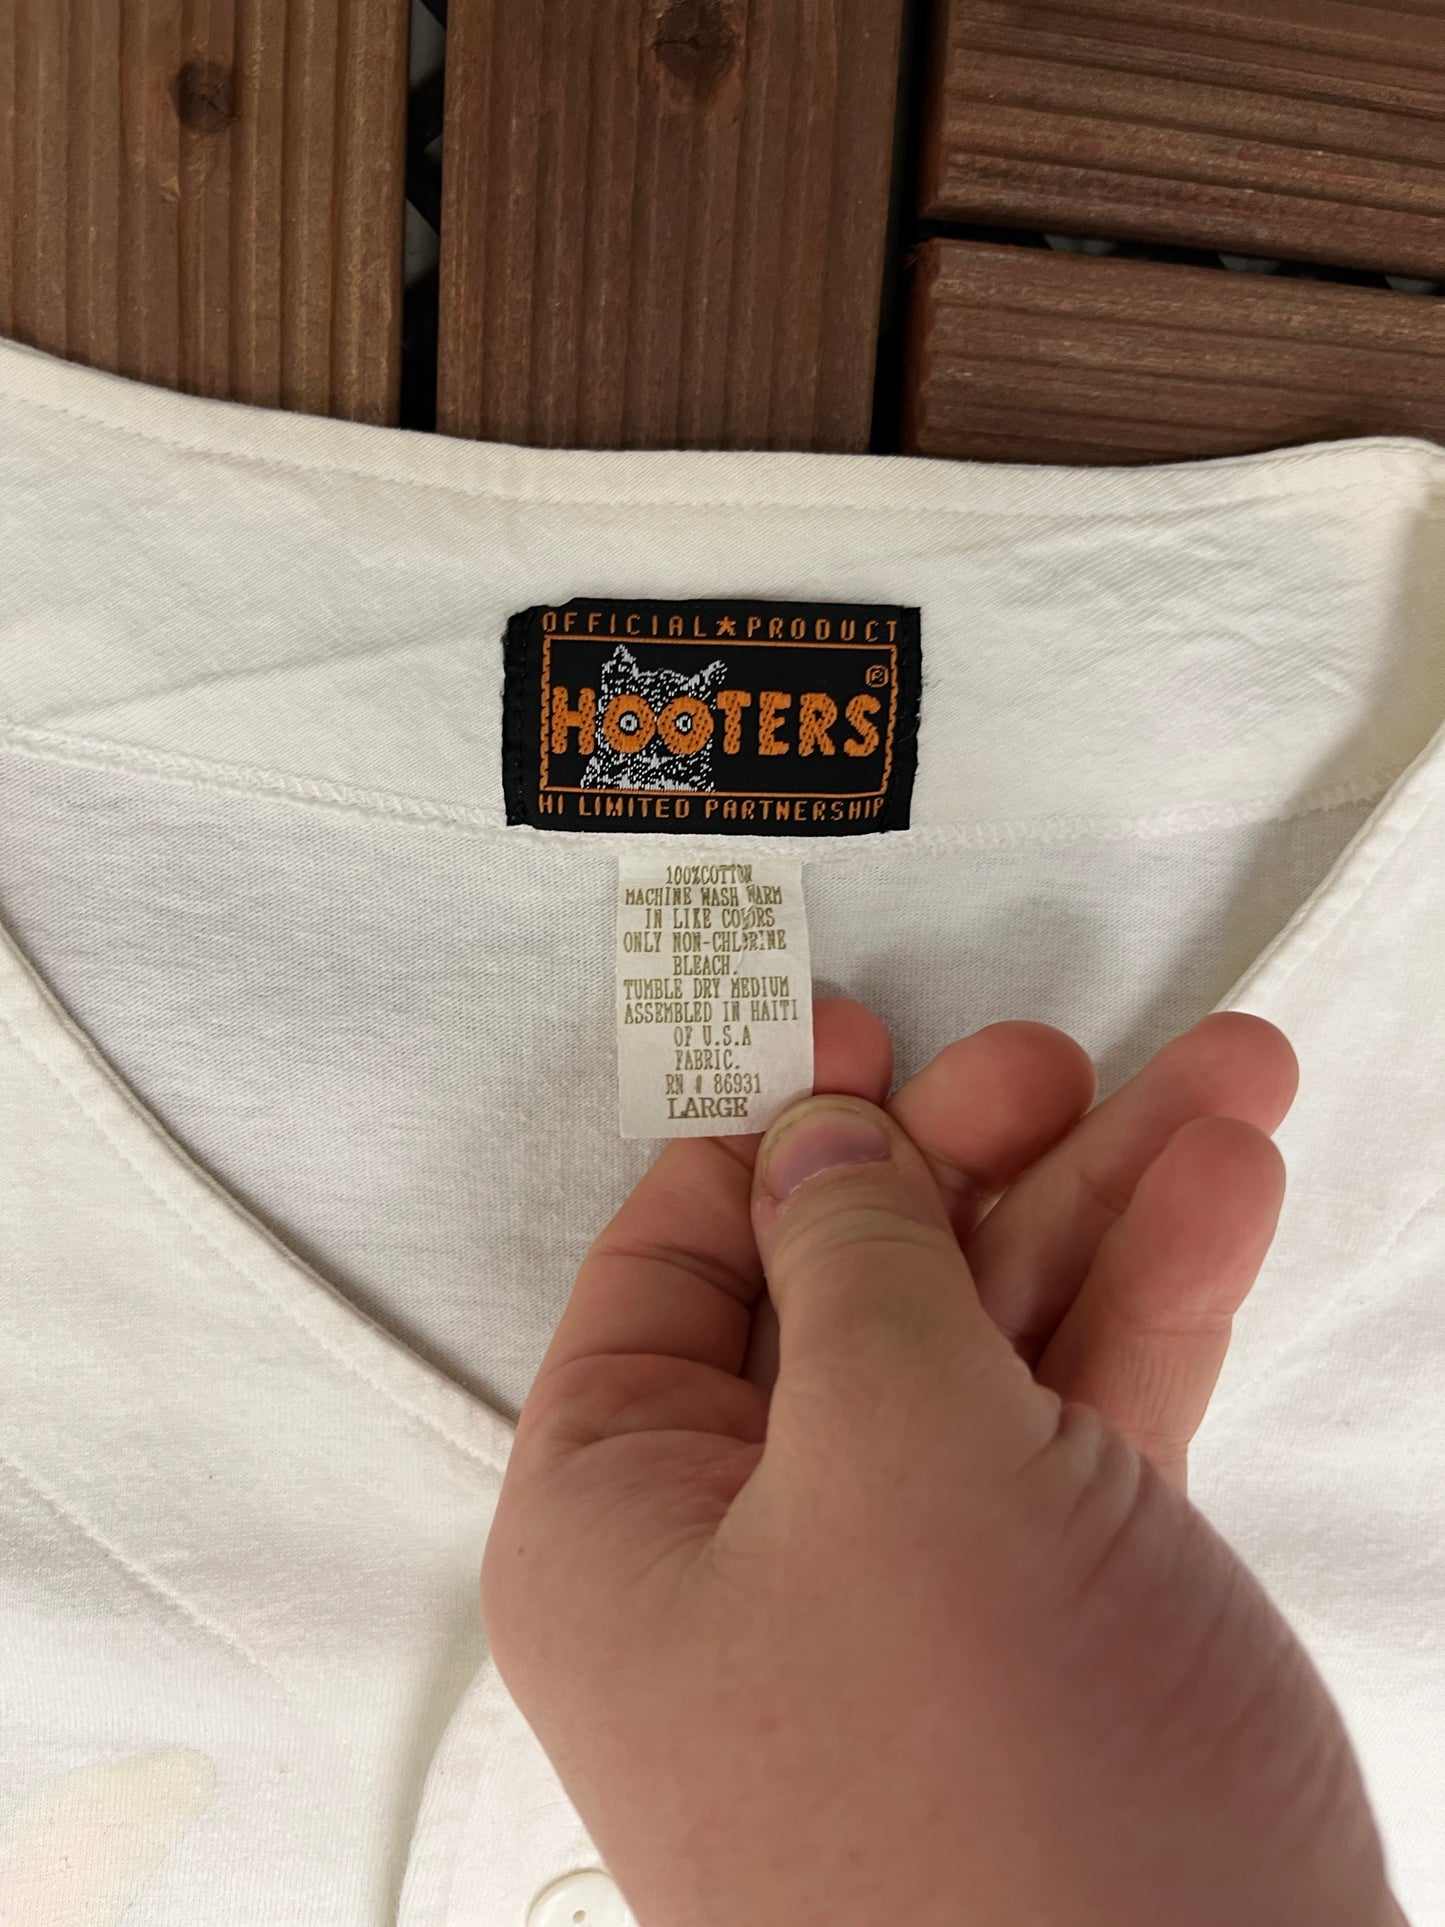 OFFICIAL★PRODUCT
HOOTERS®
HI LIMITED PARTNERSHIP
100%COTTON
MACHINE WASH WARM
IN LIKE COLORS
ONLY NON-CHLORINE
BLEACH.
TUMBLE DRY MEDIUM
ASSEMBLED IN HAITI
OF U.S.A
FABRIC.
RN # 86931
LARGE